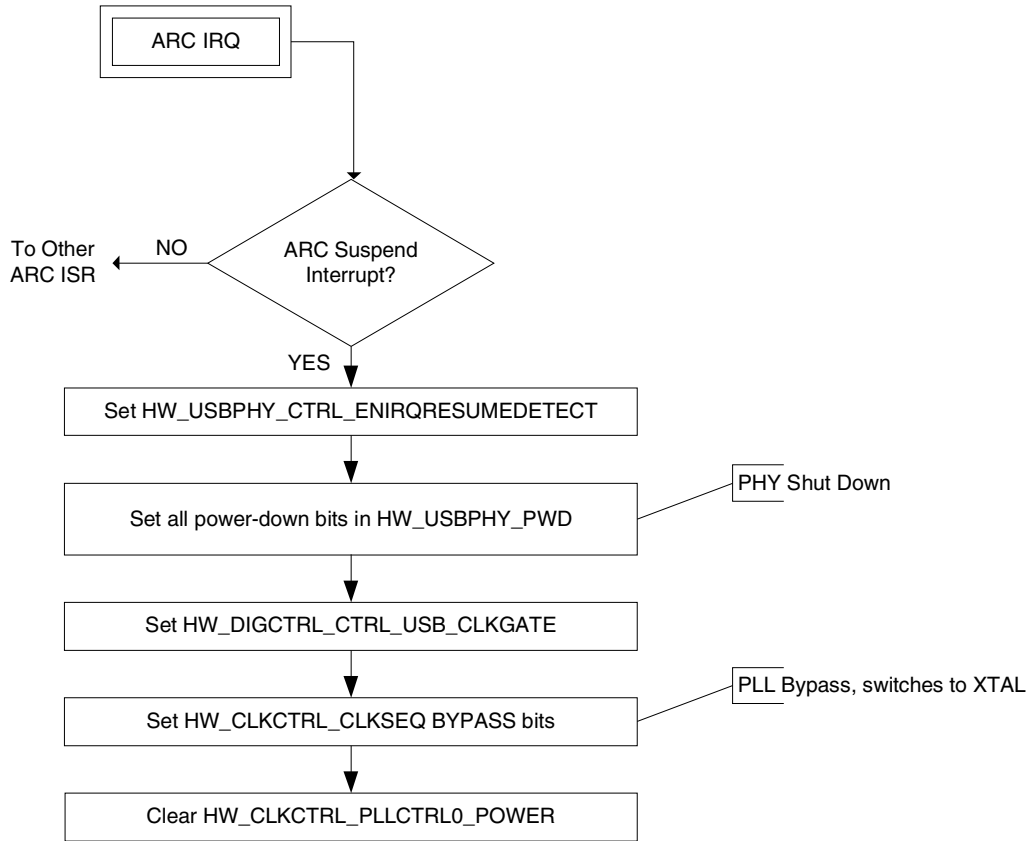 ARC IRQ
ARC Suspend
Interrupt?
NO
To Other
ARC ISR
YES
Set HW_USBPHY_CTRL_ENIRQRESUMEDETECT
PHY Shut Down
Set all power-down bits in HW_USBPHY_PWD
Set HW_DIGCTRL_CTRL_USB_CLKGATE
PLL Bypass, switches to XTAL
Set HW_CLKCTRL_CLKSEQ BYPASS bits
Clear HW_CLKCTRL_PLLCTRL0_POWER